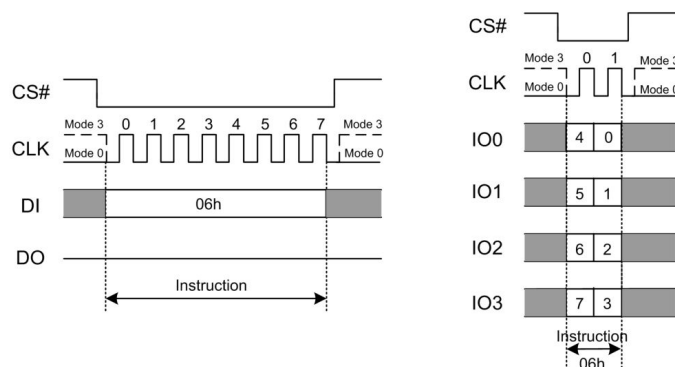 CS#
Mode 3 0 1 2 3 4 5 6 7 Mode 3
CLK
Mode 0 Mode 0
DI 06h
DO
Instruction
CS#
Mode 3 0 1 Mode 3
CLK
Mode 0 Mode 0
IO0 4 0
IO1 5 1
IO2 6 2
IO3 7 3
Instruction
06h